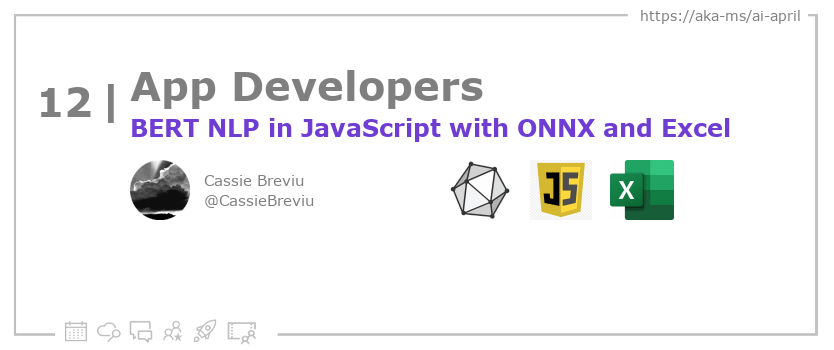 https://aka-ms/ai-april
12 | App Developers
BERT NLP in JavaScript with ONNX and Excel
Cassie Breviu
@CassieBreviu
JS
X